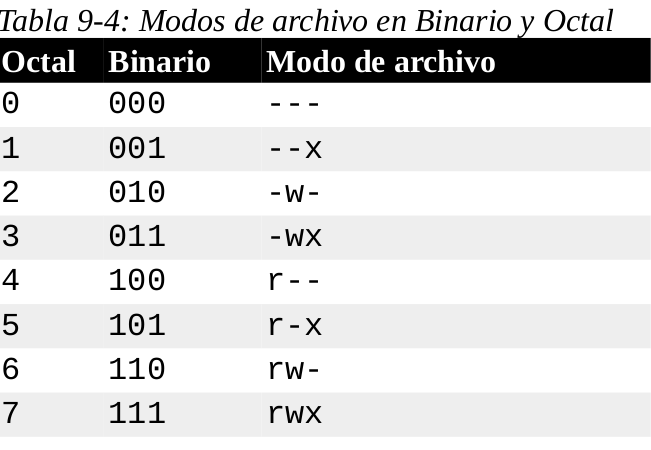 Tabla 9-4: Modos de archivo en Binario y Octal
Octal Binario Modo de archivo
0 000 ---
1 001 --x
2 010 -w-
3 011 -wx
4 100 r--
5 101 r-x
6 110 rw-
7 111 rwx